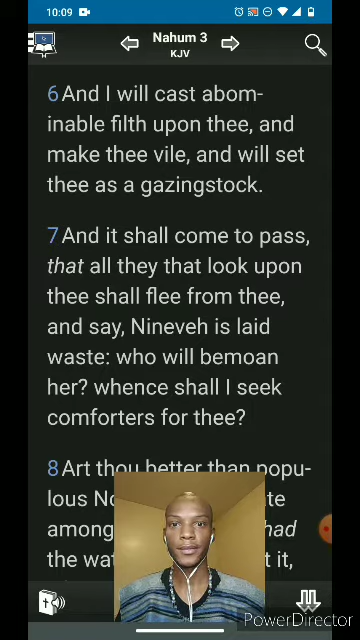 10:09
Nahum 3
KJV
6 And I will cast abom-
inable filth upon thee, and
make thee vile, and will set
thee as a gazingstock.
7 And it shall come to pass,
that all they that look upon
thee shall flee from thee,
and say, Nineveh is laid
waste: who will bemoan
her? whence shall I seek
comforters for thee?
8 Art thou better than popu-
lous
among
had
the
it,
PowerDirector